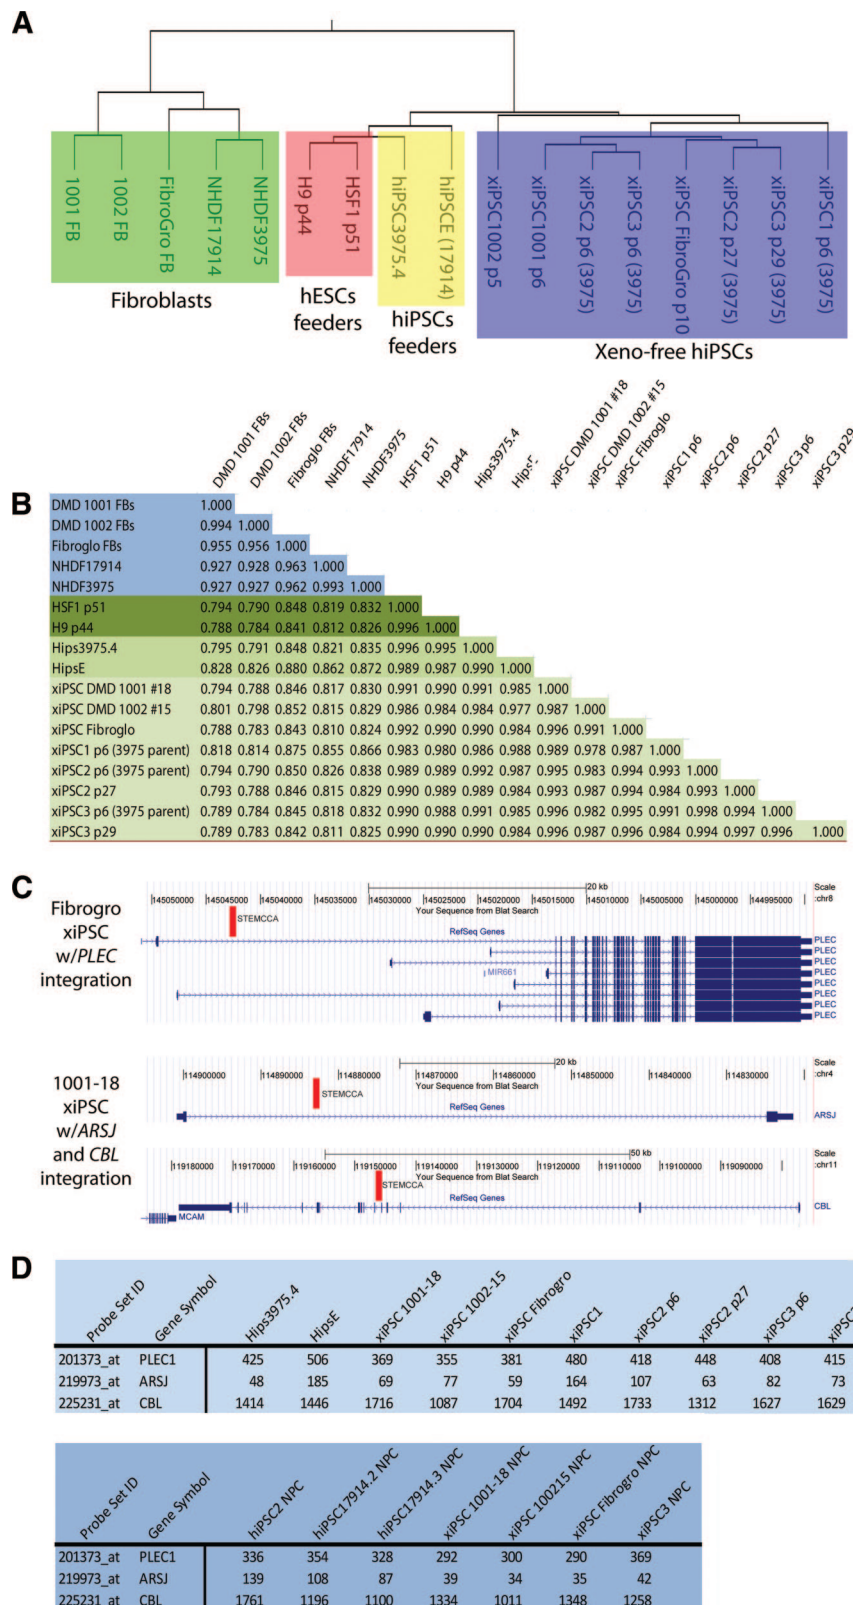 A
1001 FB
1002 FB
FibroGro FB
NHDF17914
NHDF3975
H9 p44
HSF1 p51
hiPSC3975.4
hiPSCE (17914)
xiPSC1002 p5
xiPSC1001 p6
xiPSC2 p6 (3975)
xiPSC3 p6 (3975)
xiPSC FibroGro p10
xiPSC2 p27 (3975)
xiPSC3 p29 (3975)
xiPSC1 p6 (3975)
Fibroblasts
hESCs
feeders
hiPSCs
feeders
Xeno-free hiPSCs
B
DMD 1001 FBs
DMD 1002 FBs
Fibroglo FBs
NHDF17914
NHDF3975
HSF1 p51
H9 p44
Hips3975.4
xiPSC DMD 1001 #18
xiPSC DMD 1002 #15
xiPSC Fibroglo
xiPSC1 p6
xiPSC2 p6
xiPSC2 p27
xiPSC3 p6
xiPSC3 p29
DMD 1001 FBs 1.000
DMD 1002 FBs 0.994 1.000
Fibroglo FBs 0.955 0.956 1.000
NHDF17914 0.927 0.928 0.963 1.000
NHDF3975 0.927 0.927 0.962 0.993 1.000
HSF1 p51 0.794 0.790 0.848 0.819 0.832 1.000
H9 p44 0.788 0.784 0.841 0.812 0.826 0.996 1.000
Hips3975.4 0.795 0.791 0.848 0.821 0.835 0.996 0.995 1.000
HipsE 0.828 0.826 0.880 0.862 0.872 0.989 0.987 0.990 1.000
xiPSC DMD 1001 #18 0.794 0.788 0.846 0.817 0.830 0.991 0.990 0.991 0.985 1.000
xiPSC DMD 1002 #15 0.801 0.798 0.852 0.815 0.829 0.986 0.984 0.984 0.977 0.987 1.000
xiPSC Fibroglo 0.788 0.783 0.843 0.810 0.824 0.992 0.990 0.990 0.984 0.996 0.991 1.000
xiPSC1 p6 (3975 parent) 0.818 0.814 0.875 0.855 0.866 0.983 0.980 0.986 0.988 0.989 0.978 0.987 1.000
xiPSC2 p6 (3975 parent) 0.794 0.790 0.850 0.826 0.838 0.989 0.989 0.992 0.987 0.995 0.983 0.994 0.993 1.000
xiPSC2 p27 0.793 0.788 0.846 0.815 0.829 0.990 0.989 0.989 0.984 0.993 0.987 0.994 0.984 0.993 1.000
xiPSC3 p6 (3975 parent) 0.789 0.784 0.845 0.818 0.832 0.990 0.988 0.991 0.985 0.996 0.982 0.995 0.991 0.998 0.994 1.000
xiPSC3 p29 0.789 0.783 0.842 0.811 0.825 0.990 0.990 0.990 0.984 0.996 0.987 0.996 0.984 0.994 0.997 0.996 1.000
C
Fibrogro
xiPSC
w/PLEC
integration
20 kb
Scale
145050000 145045000 145040000 145035000 145030000 145025000 145020000 145015000 145010000 145005000 145000000 144995000
:chr8
Your Sequence from Blat Search
STEMCCA
RefSeq Genes
PLEC
PLEC
PLEC
MIR661
PLEC
PLEC
PLEC
PLEC
PLEC
1001-18
xiPSC
w/ARSJ
and CBL
integration
20 kb
Scale
114900000 114890000 114880000 114870000 114860000 114850000 114840000 114830000
:chr4
Your Sequence from Blat Search
STEMCCA
RefSeq Genes
ARSJ
50 kb
Scale
119180000 119170000 119160000 119150000 119140000 119130000 119120000 119110000 119100000 119090000
:chr11
Your Sequence from Blat Search
STEMCCA
RefSeq Genes
CBL
MCAM
D
Probe Set ID
Gene Symbol
Hips3975.4
HipsE
xiPSC 1001-18
xiPSC 1002-15
xiPSC Fibrogro
xiPSC1
xiPSC2 p6
xiPSC2 p27
xiPSC3 p6
201373_at PLEC1 425 506 369 355 381 480 418 448 408 415
219973_at ARSJ 48 185 69 77 59 164 107 63 82 73
225231_at CBL 1414 1446 1716 1087 1704 1492 1733 1312 1627 1629
Probe Set ID
Gene Symbol
hiPSC2 NPC
hiPSC17914.2 NPC
hiPSC17914.3 NPC
xiPSC 1001-18 NPC
xiPSC 100215 NPC
xiPSC Fibrogro NPC
xiPSC3 NPC
201373_at PLEC1 336 354 328 292 300 290 369
219973_at ARSJ 139 108 87 39 34 35 42
225231_at CBL 1761 1196 1100 1334 1011 1348 1258